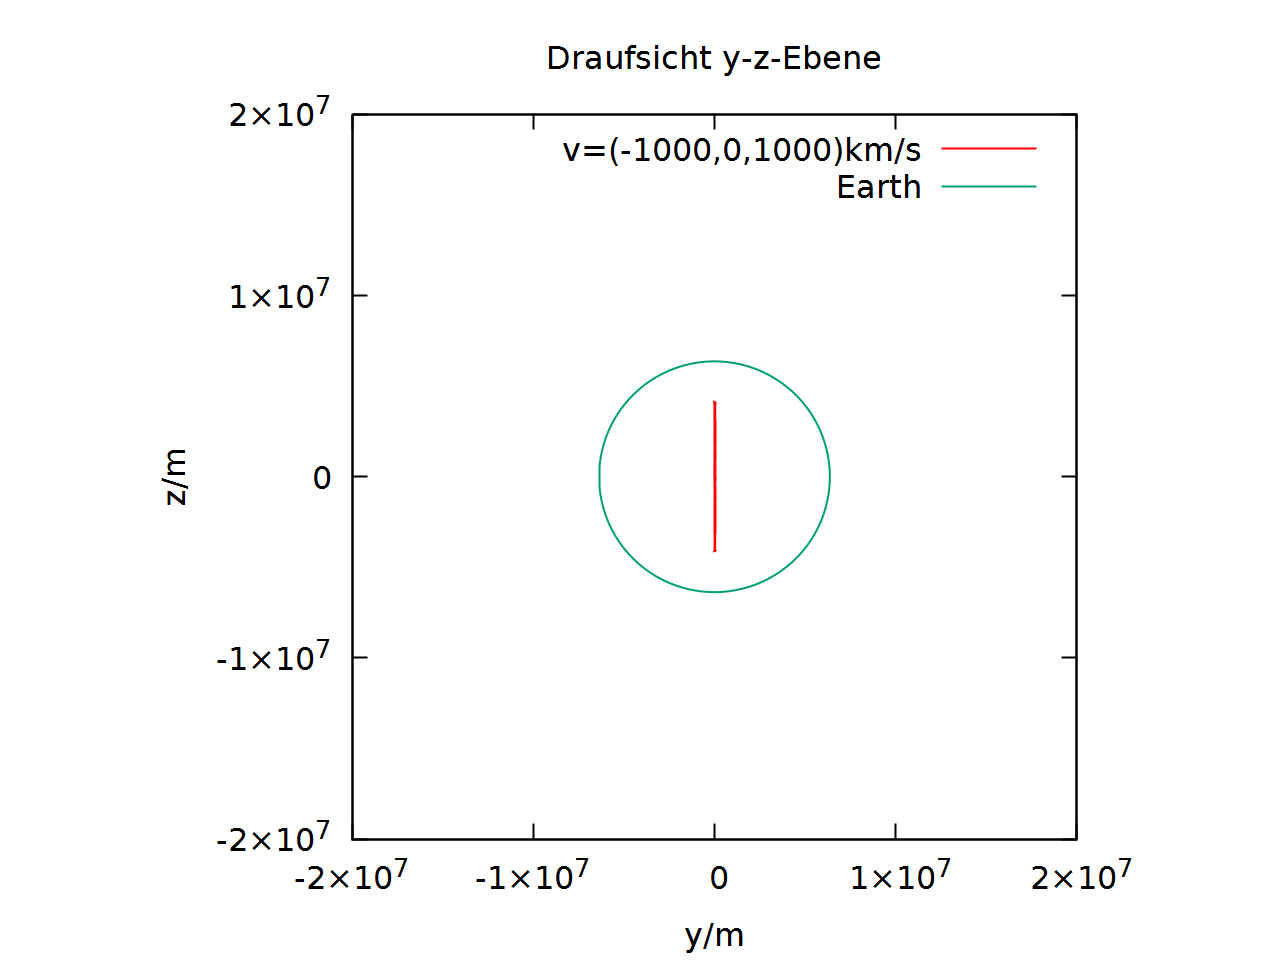 Draufsicht y-z-Ebene
v=(-1000,0,1000)km/s
Earth
2×10⁷
1×10⁷
0
-1×10⁷
-2×10⁷
z/m
-2×10⁷ -1×10⁷ 0 1×10⁷ 2×10⁷
y/m